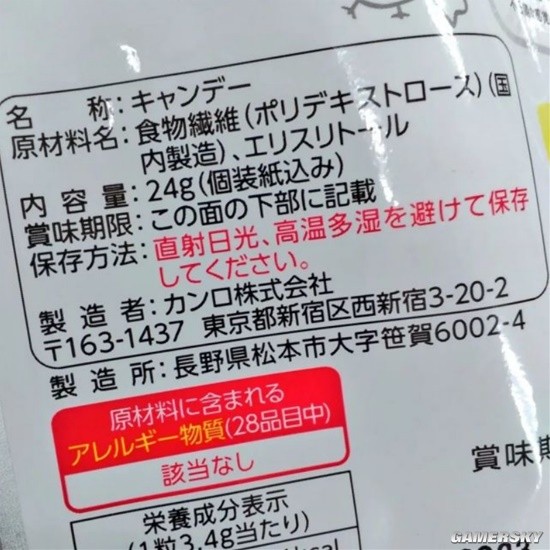 名　　　称：キャンデー
原材料名：食物繊維（ポリデキストロース）（国
内製造）、エリスリトール
内 容 量：24g（個装紙込み）
賞味期限：この面の下部に記載
保存方法：直射日光、高温多湿を避けて保存
してください。
製 造 者：カンロ株式会社
〒163-1437　東京都新宿区西新宿3-20-2
製 造 所：長野県松本市大字笹賀6002-4
原材料に含まれる
アレルギー物質（28品目中）
該当なし
賞味期
栄養成分表示
（1粒3.4g当たり）
GAMERSKY